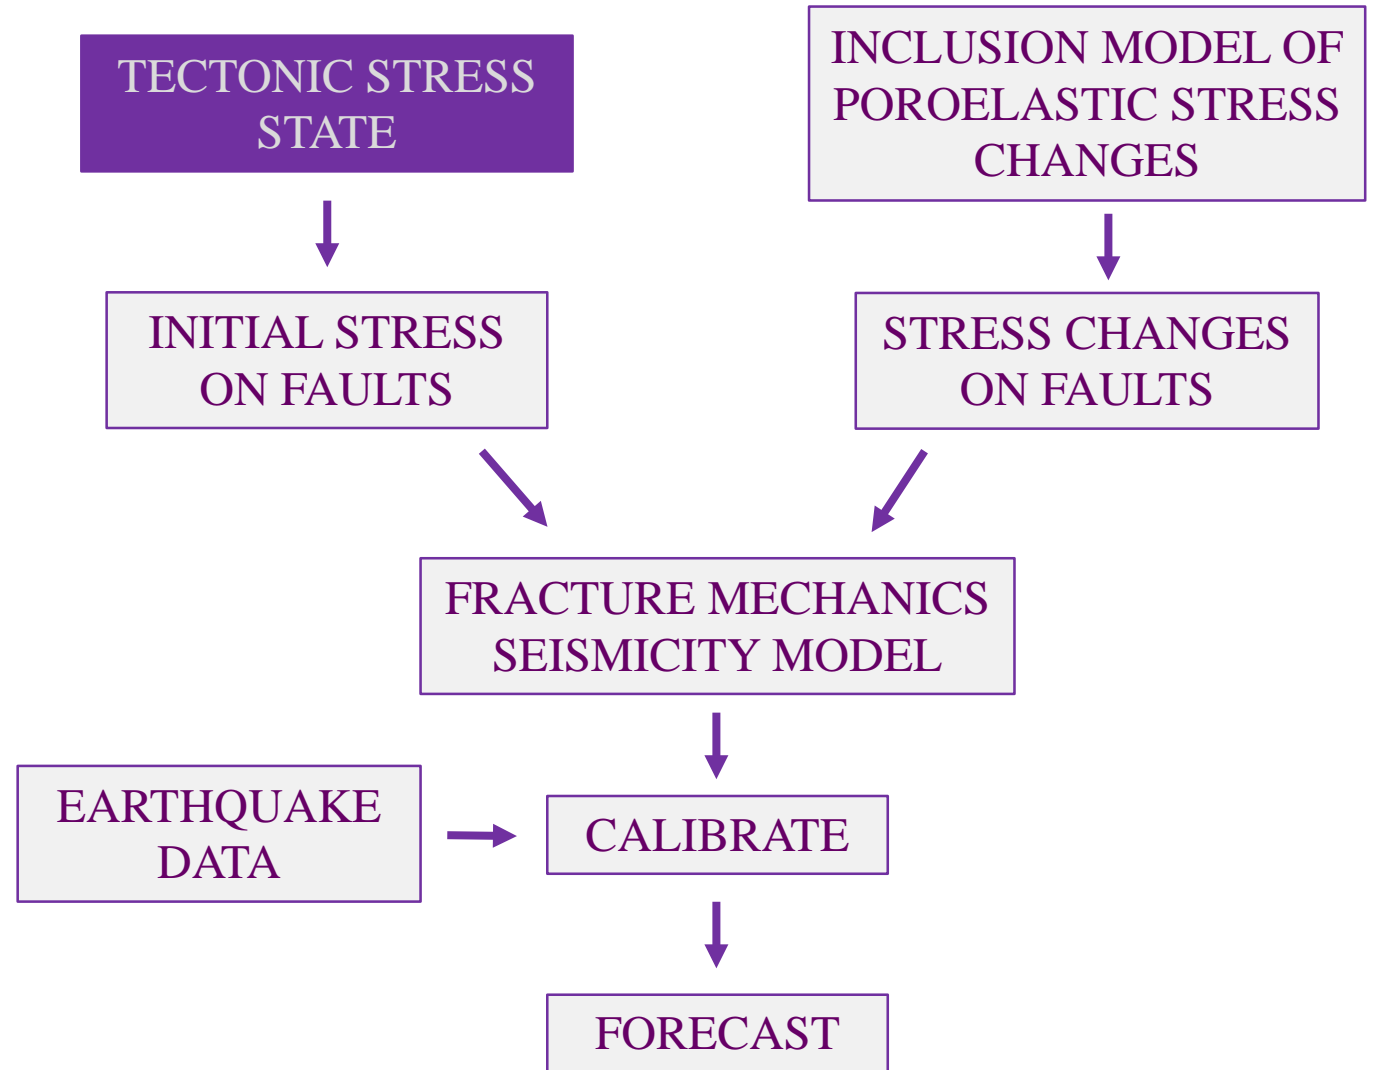 TECTONIC STRESS
STATE
INCLUSION MODEL OF
POROELASTIC STRESS
CHANGES
INITIAL STRESS
ON FAULTS
STRESS CHANGES
ON FAULTS
FRACTURE MECHANICS
SEISMICITY MODEL
EARTHQUAKE
DATA
CALIBRATE
FORECAST